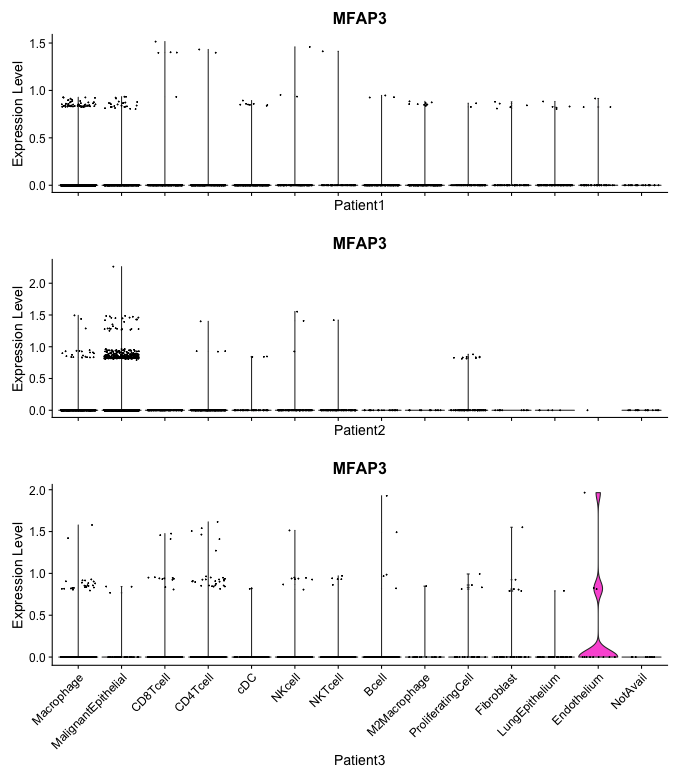 MFAP3
Expression Level
1.5
1.0
0.5
0.0
Patient1
MFAP3
Expression Level
2.0
1.5
1.0
0.5
0.0
Patient2
MFAP3
Expression Level
2.0
1.5
1.0
0.5
0.0
Macrophage
MalignantEpithelial
CD8Tcell
CD4Tcell
cDC
NKcell
NKTcell
Bcell
M2Macrophage
ProliferatingCell
Fibroblast
LungEpithelium
Endothelium
NotAvail
Patient3